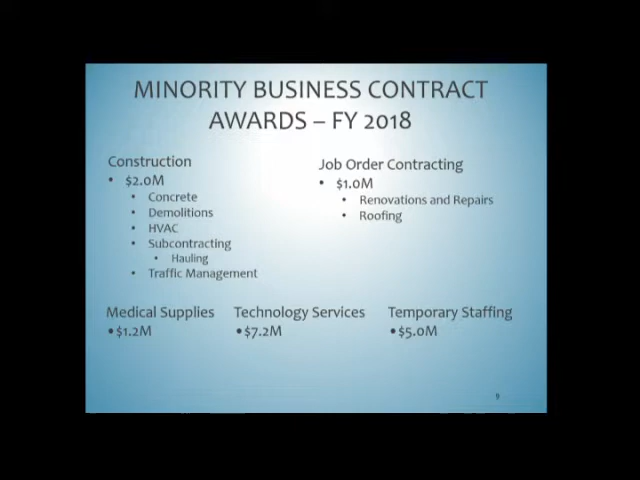 MINORITY BUSINESS CONTRACT
AWARDS – FY 2018
Construction
• $2.0M
• Concrete
• Demolitions
• HVAC
• Subcontracting
• Hauling
• Traffic Management
Job Order Contracting
• $1.0M
• Renovations and Repairs
• Roofing
Medical Supplies
•$1.2M
Technology Services
•$7.2M
Temporary Staffing
•$5.0M
9